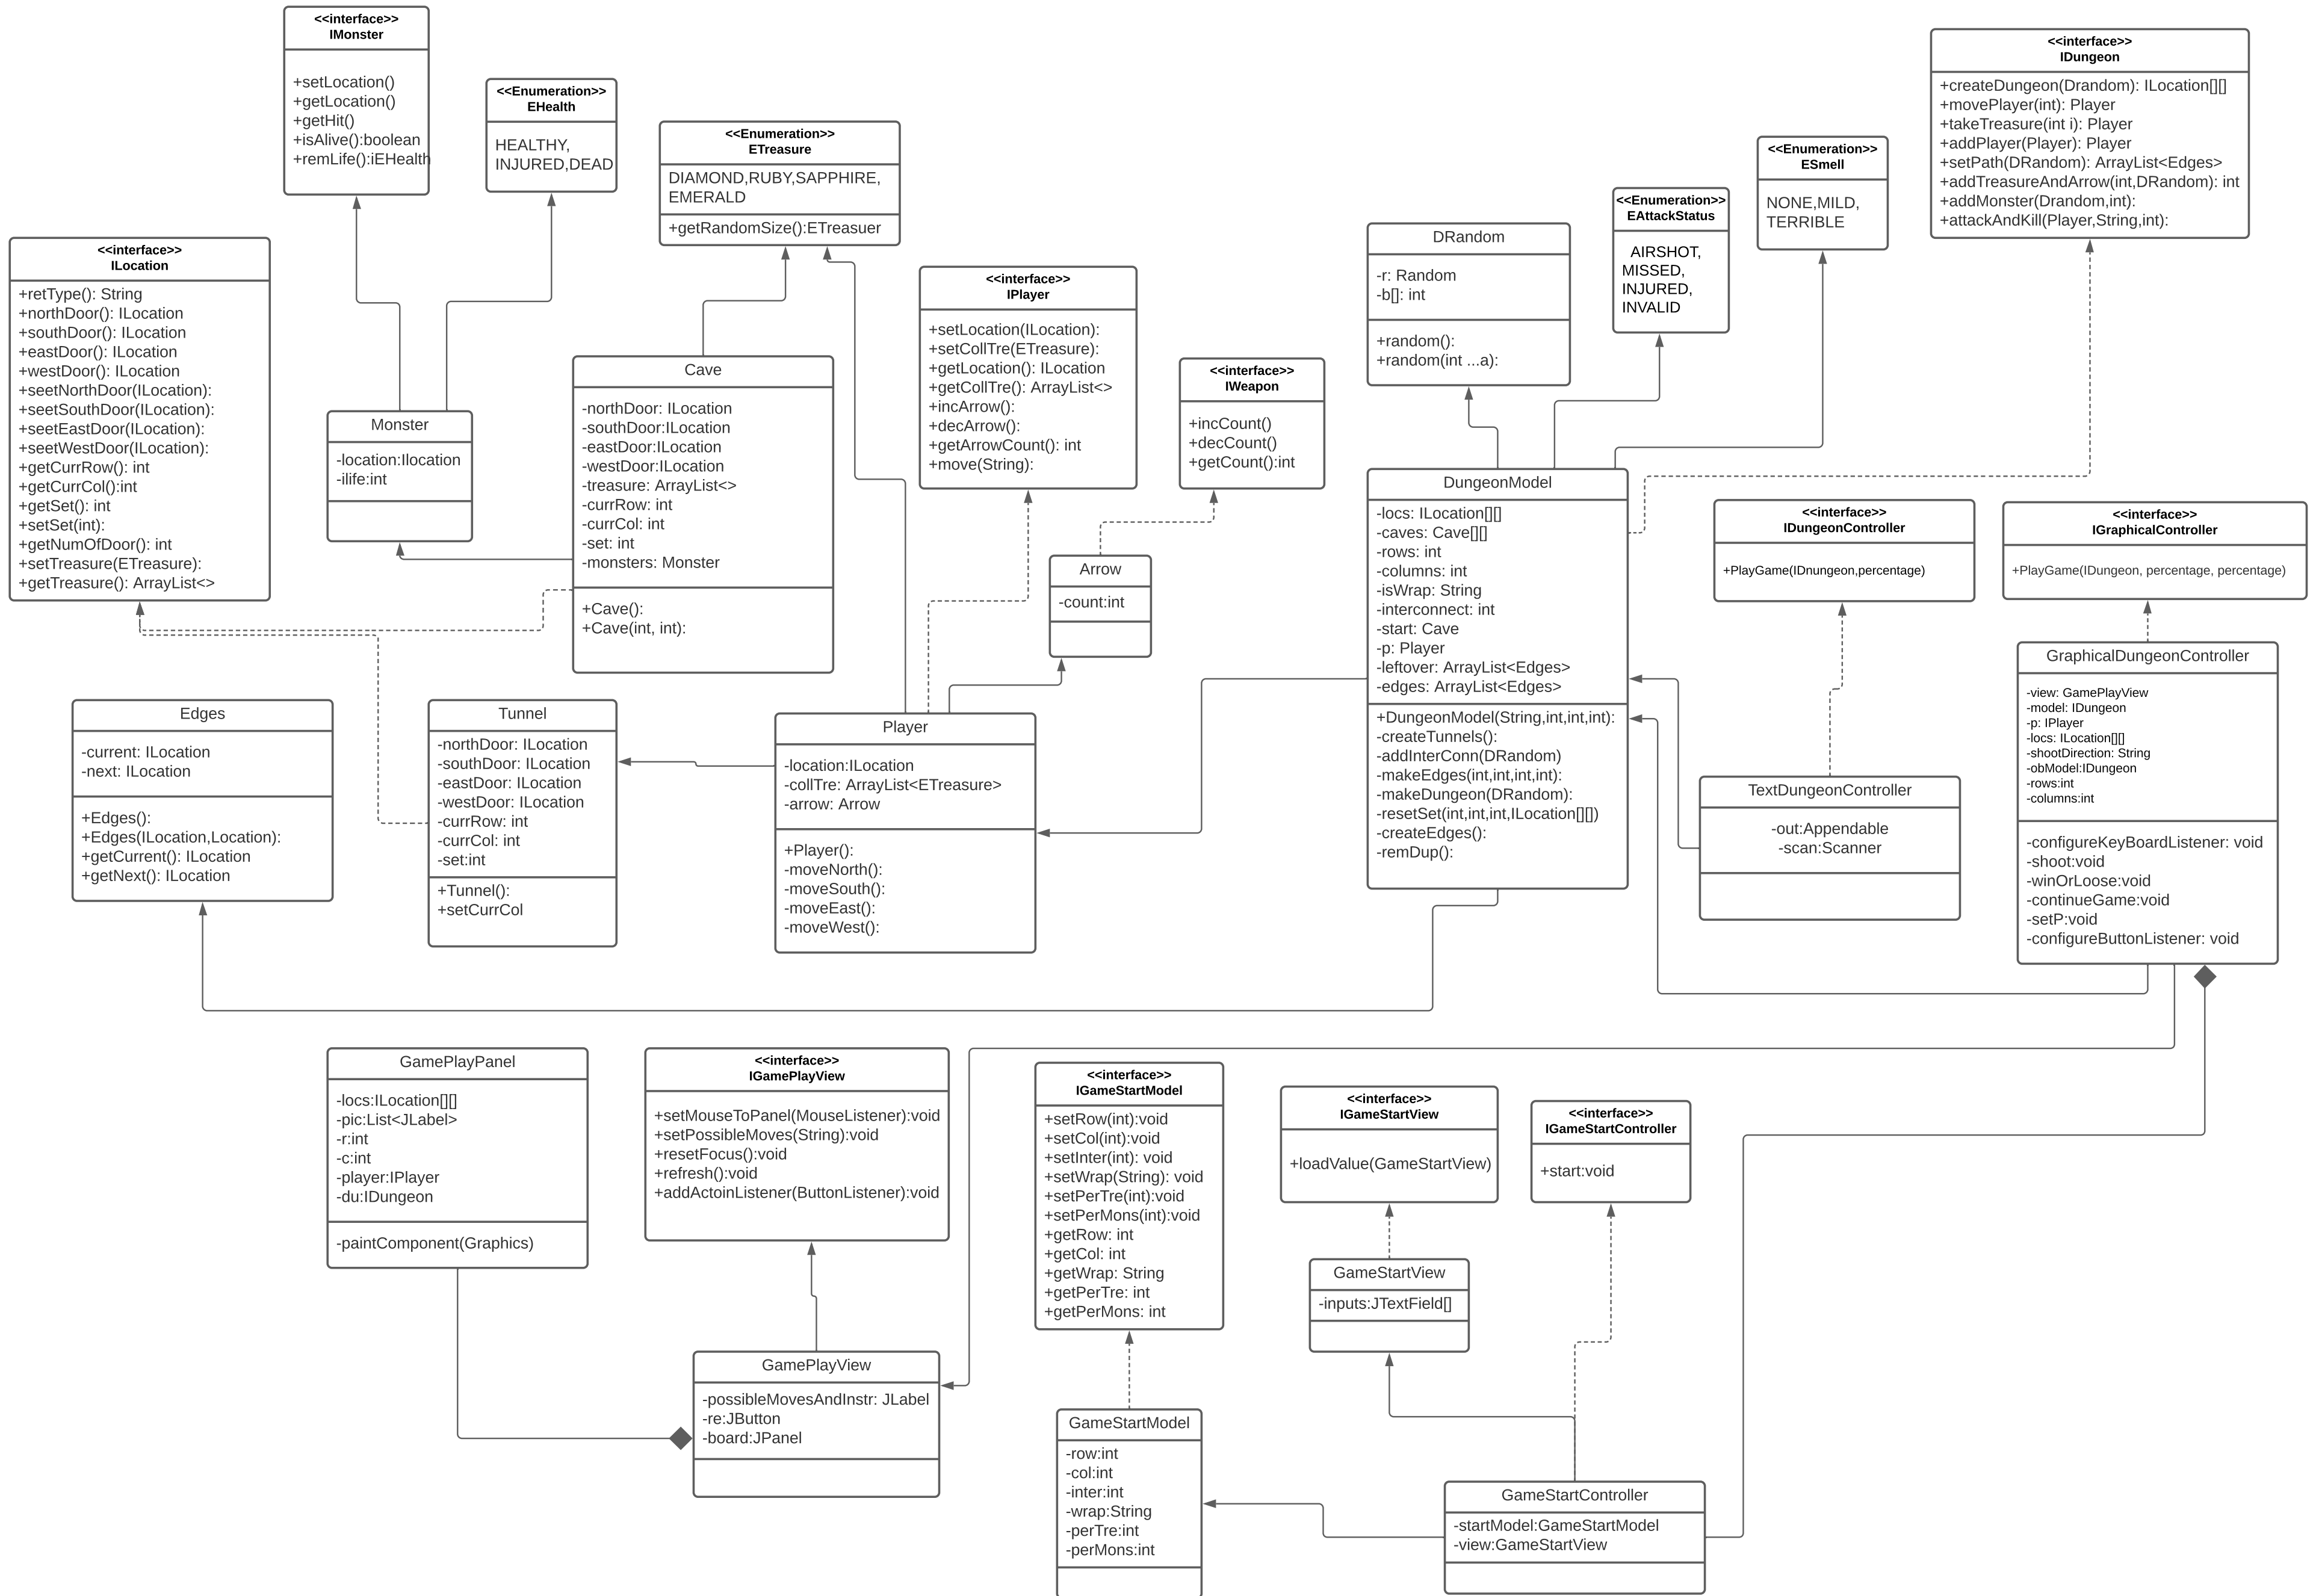 <<interface>>
IMonster
+setLocation()
+getLocation()
+getHit()
+isAlive():boolean
+remLife():iEHealth
<<Enumeration>>
EHealth
HEALTHY,
INJURED,DEAD
<<Enumeration>>
ETreasure
DIAMOND,RUBY,SAPPHIRE,
EMERALD
+getRandomSize():ETreasuer
<<interface>>
IDungeon
+createDungeon(Drandom): ILocation[][]
+movePlayer(int): Player
+takeTreasure(int i): Player
+addPlayer(Player): Player
+setPath(DRandom): ArrayList<Edges>
+addTreasureAndArrow(int,DRandom): int
+addMonster(Drandom,int):
+attackAndKill(Player,String,int):
<<Enumeration>>
ESmell
NONE,MILD,
TERRIBLE
<<Enumeration>>
EAttackStatus
AIRSHOT,
MISSED,
INJURED,
INVALID
DRandom
-r: Random
-b[]: int
+random():
+random(int ...a):
<<interface>>
ILocation
+retType(): String
+northDoor(): ILocation
+southDoor(): ILocation
+eastDoor(): ILocation
+westDoor(): ILocation
+seetNorthDoor(ILocation):
+seetSouthDoor(ILocation):
+seetEastDoor(ILocation):
+seetWestDoor(ILocation):
+getCurrRow(): int
+getCurrCol():int
+getSet(): int
+setSet(int):
+getNumOfDoor(): int
+setTreasure(ETreasure):
+getTreasure(): ArrayList<>
<<interface>>
IPlayer
+setLocation(ILocation):
+setCollTre(ETreasure):
+getLocation(): ILocation
+getCollTre(): ArrayList<>
+incArrow():
+decArrow():
+getArrowCount(): int
+move(String):
<<interface>>
IWeapon
+incCount()
+decCount()
+getCount():int
Cave
-northDoor: ILocation
-southDoor:ILocation
-eastDoor:ILocation
-westDoor:ILocation
-treasure: ArrayList<>
-currRow: int
-currCol: int
-set: int
-monsters: Monster
+Cave():
+Cave(int, int):
Monster
-location:Ilocation
-ilife:int
DungeonModel
-locs: ILocation[][]
-caves: Cave[][]
-rows: int
-columns: int
-isWrap: String
-interconnect: int
-start: Cave
-p: Player
-leftover: ArrayList<Edges>
-edges: ArrayList<Edges>
+DungeonModel(String,int,int,int):
-createTunnels():
-addInterConn(DRandom)
-makeEdges(int,int,int,int):
-makeDungeon(DRandom):
-resetSet(int,int,int,ILocation[][])
-createEdges():
-remDup():
<<interface>>
IDungeonController
+PlayGame(IDnungeon,percentage)
<<interface>>
IGraphicalController
+PlayGame(IDungeon, percentage, percentage)
Arrow
-count:int
GraphicalDungeonController
-view: GamePlayView
-model: IDungeon
-p: IPlayer
-locs: ILocation[][]
-shootDirection: String
-obModel:IDungeon
-rows:int
-columns:int
-configureKeyBoardListener: void
-shoot:void
-winOrLoose:void
-continueGame:void
-setP:void
-configureButtonListener: void
Edges
-current: ILocation
-next: ILocation
+Edges():
+Edges(ILocation,Location):
+getCurrent(): ILocation
+getNext(): ILocation
Tunnel
-northDoor: ILocation
-southDoor: ILocation
-eastDoor: ILocation
-westDoor: ILocation
-currRow: int
-currCol: int
-set:int
+Tunnel():
+setCurrCol
Player
-location:ILocation
-collTre: ArrayList<ETreasure>
-arrow: Arrow
+Player():
-moveNorth():
-moveSouth():
-moveEast():
-moveWest():
TextDungeonController
-out:Appendable
-scan:Scanner
GamePlayPanel
-locs:ILocation[][]
-pic:List<JLabel>
-r:int
-c:int
-player:IPlayer
-du:IDungeon
-paintComponent(Graphics)
<<interface>>
IGamePlayView
+setMouseToPanel(MouseListener):void
+setPossibleMoves(String):void
+resetFocus():void
+refresh():void
+addActoinListener(ButtonListener):void
<<interface>>
IGameStartModel
+setRow(int):void
+setCol(int):void
+setInter(int): void
+setWrap(String): void
+setPerTre(int):void
+setPerMons(int):void
+getRow: int
+getCol: int
+getWrap: String
+getPerTre: int
+getPerMons: int
<<interface>>
IGameStartView
+loadValue(GameStartView)
<<interface>>
IGameStartController
+start:void
GameStartView
-inputs:JTextField[]
GamePlayView
-possibleMovesAndInstr: JLabel
-re:JButton
-board:JPanel
GameStartModel
-row:int
-col:int
-inter:int
-wrap:String
-perTre:int
-perMons:int
GameStartController
-startModel:GameStartModel
-view:GameStartView